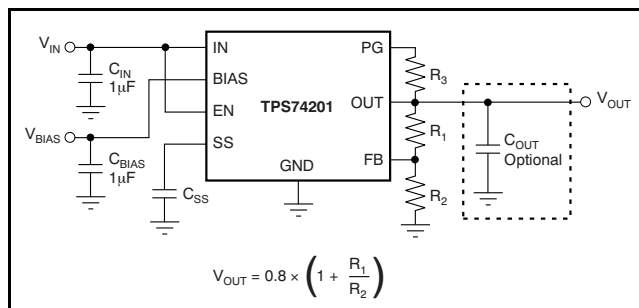 V_IN
C_IN
1μF
V_BIAS
C_BIAS
1μF
C_SS
IN
BIAS
EN
SS
TPS74201
GND
PG
OUT
FB
R_3
R_1
R_2
C_OUT
Optional
V_OUT
V_OUT = 0.8 × (1 + R_1/R_2)